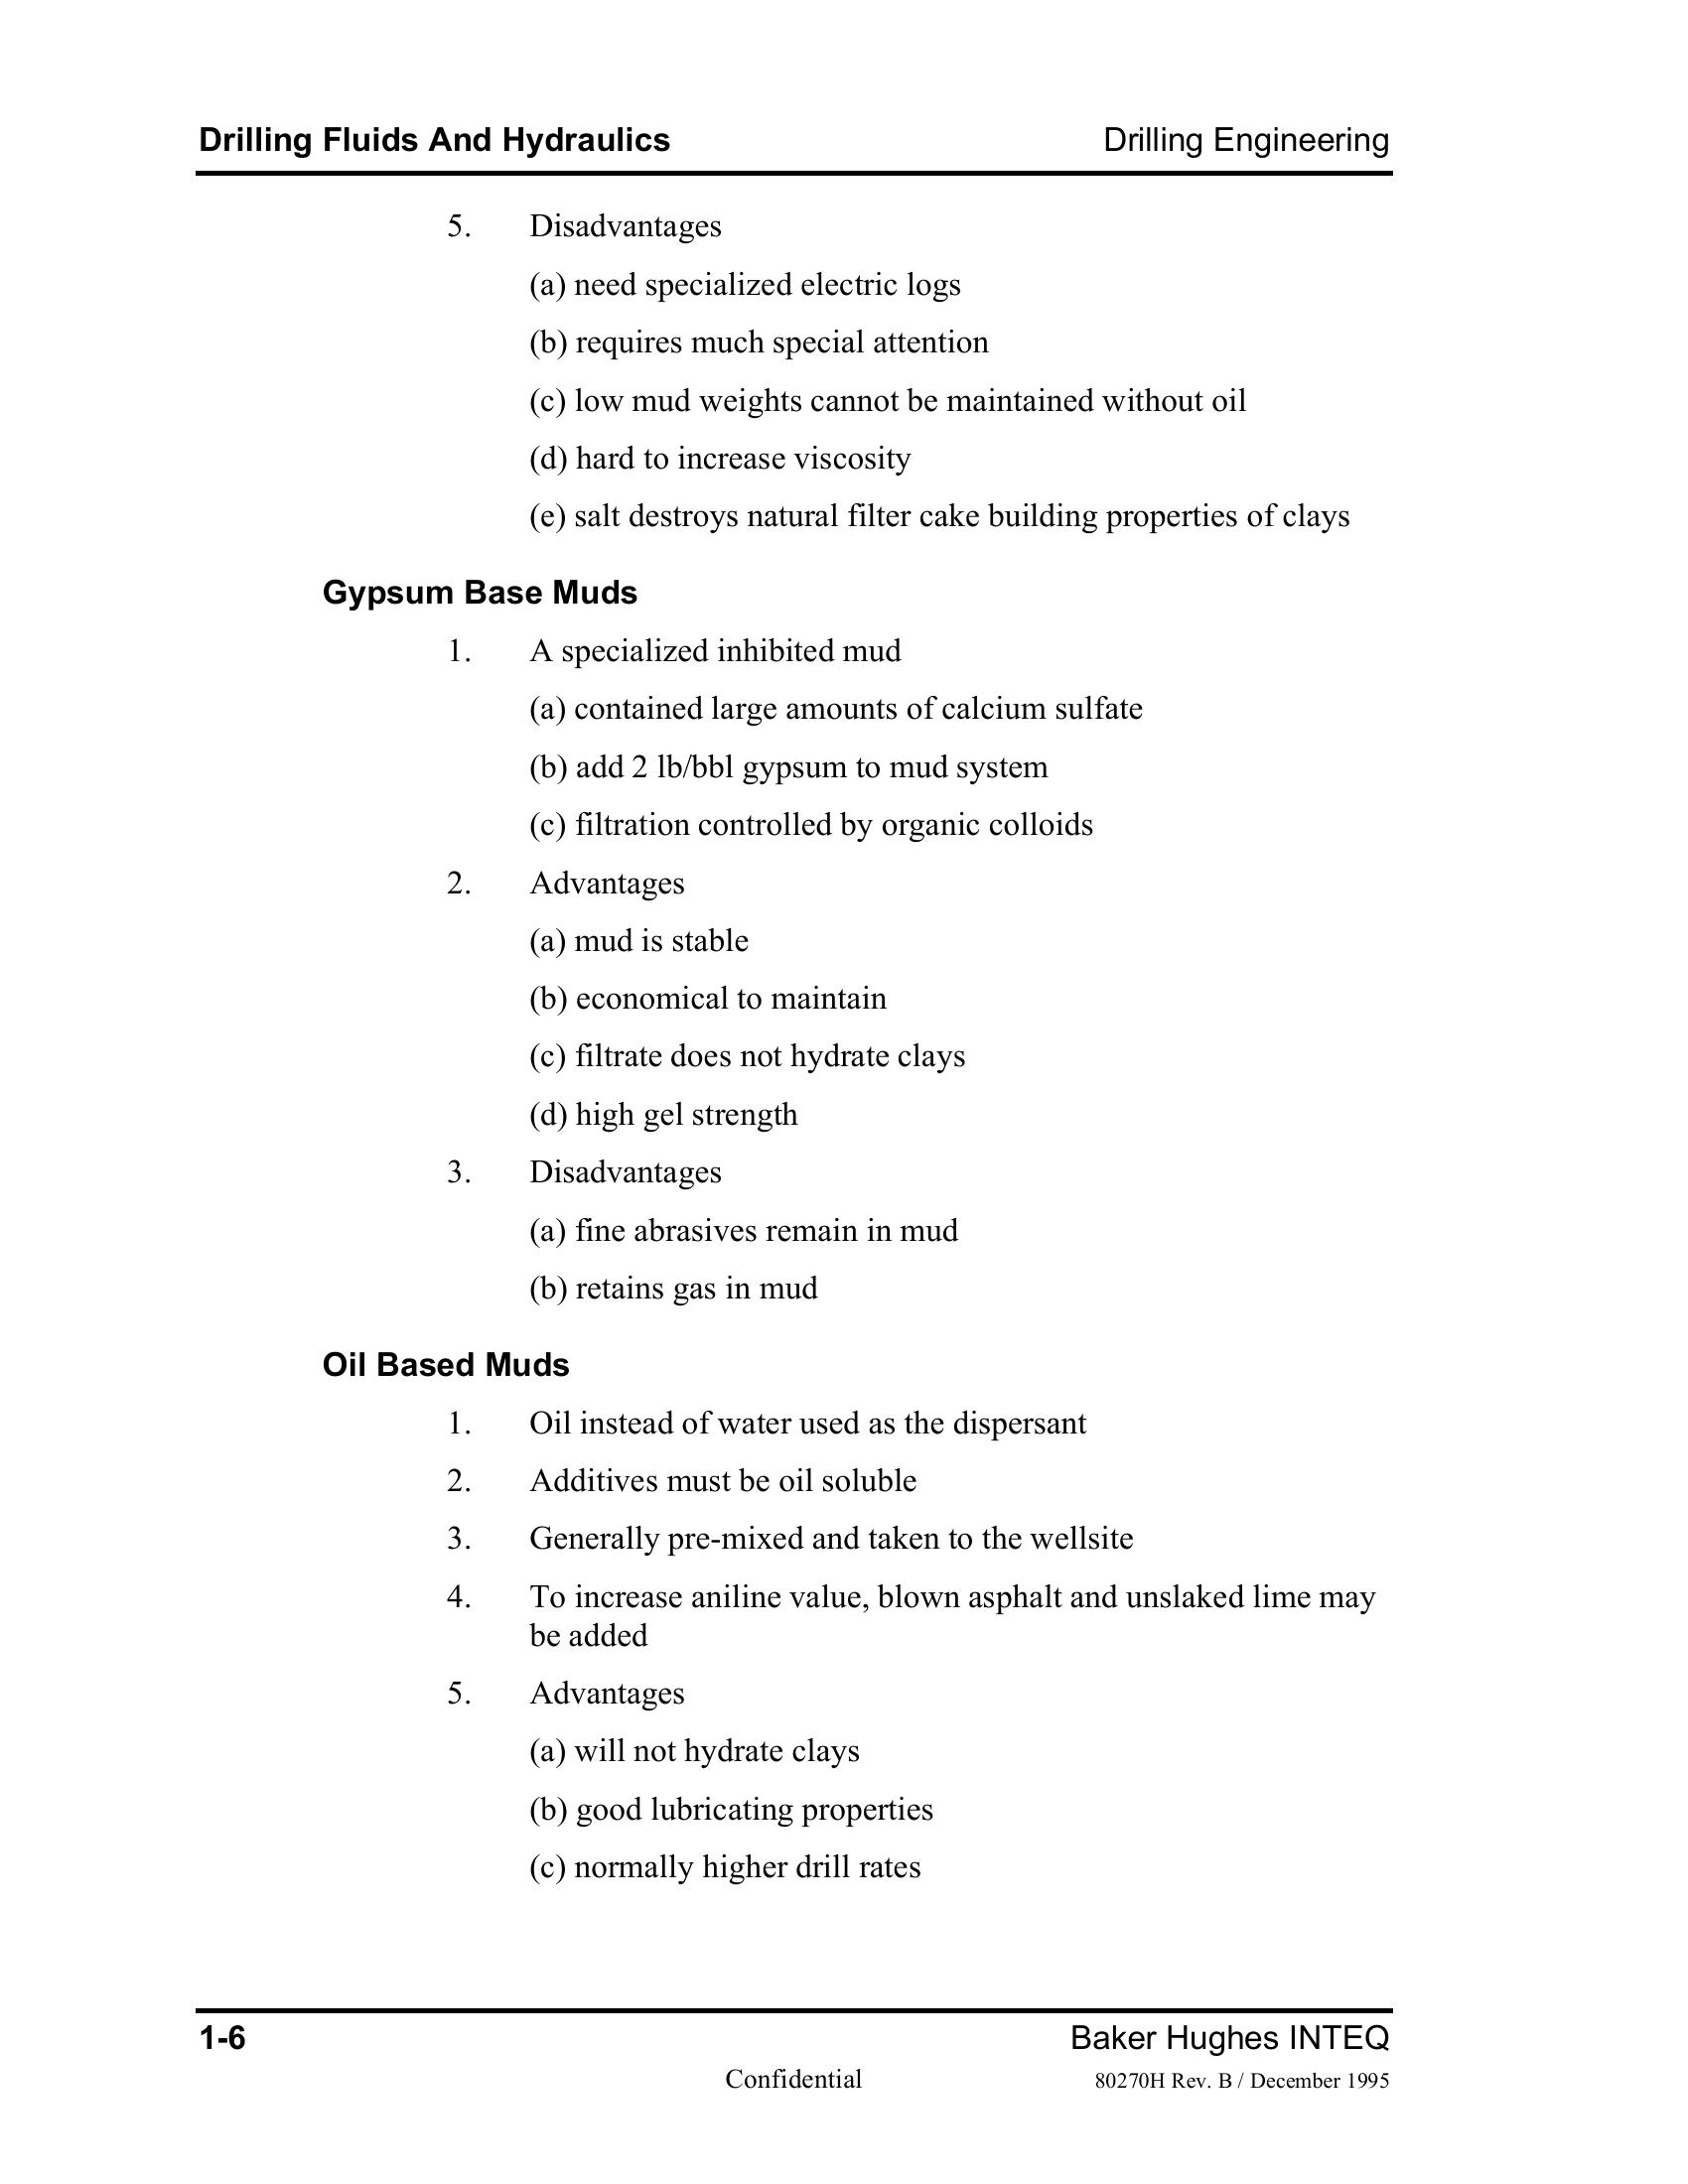 Drilling Fluids And Hydraulics Drilling Engineering
5. Disadvantages
(a) need specialized electric logs
(b) requires much special attention
(c) low mud weights cannot be maintained without oil
(d) hard to increase viscosity
(e) salt destroys natural filter cake building properties of clays
Gypsum Base Muds
1. A specialized inhibited mud
(a) contained large amounts of calcium sulfate
(b) add 2 lb/bbl gypsum to mud system
(c) filtration controlled by organic colloids
2. Advantages
(a) mud is stable
(b) economical to maintain
(c) filtrate does not hydrate clays
(d) high gel strength
3. Disadvantages
(a) fine abrasives remain in mud
(b) retains gas in mud
Oil Based Muds
1. Oil instead of water used as the dispersant
2. Additives must be oil soluble
3. Generally pre-mixed and taken to the wellsite
4. To increase aniline value, blown asphalt and unslaked lime may
be added
5. Advantages
(a) will not hydrate clays
(b) good lubricating properties
(c) normally higher drill rates
1-6 Baker Hughes INTEQ
Confidential 80270H Rev. B / December 1995